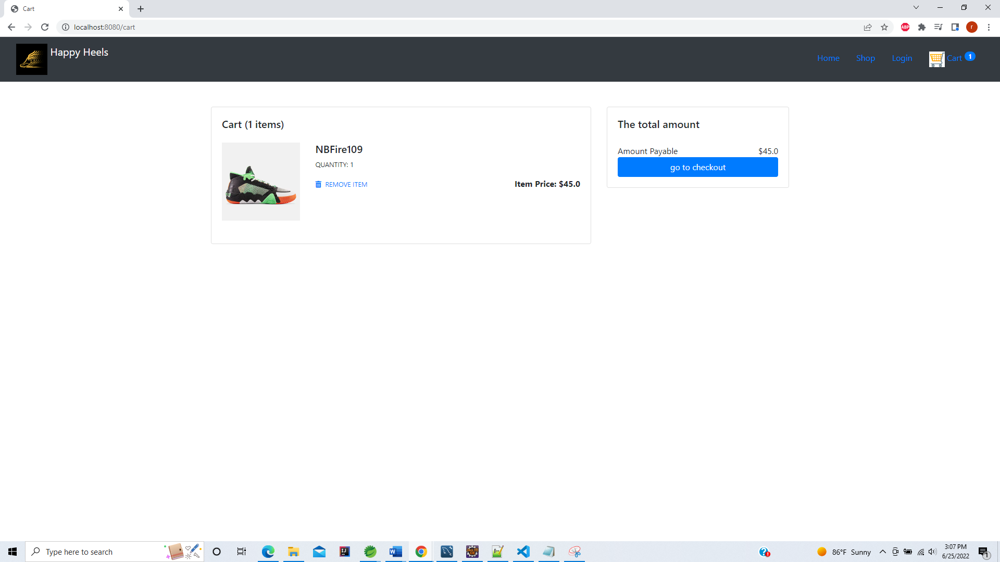 Cart
localhost:8080/cart
ABP
r
Happy Heels
Home
Shop
Login
Cart 1
Cart (1 items)
NBFire109
QUANTITY: 1
REMOVE ITEM
Item Price: $45.0
The total amount
Amount Payable $45.0
go to checkout
Type here to search
86°F Sunny
3:07 PM
6/25/2022
1